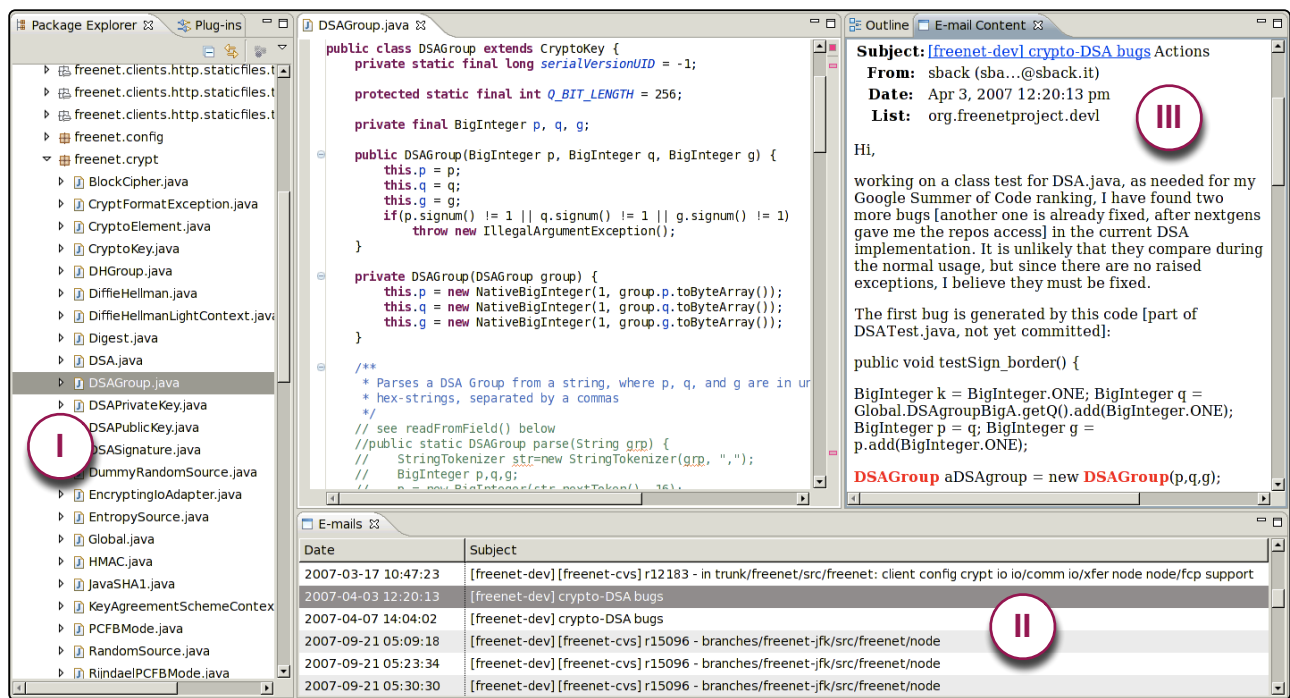 Package Explorer
Plug-ins
freenet.clients.http.staticfiles.t
freenet.clients.http.staticfiles.t
freenet.clients.http.staticfiles.t
freenet.config
freenet.crypt
BlockCipher.java
CryptFormatException.java
CryptoElement.java
CryptoKey.java
DHGroup.java
DiffieHellman.java
DiffieHellmanLightContext.java
Digest.java
DSA.java
DSAGroup.java
DSAPrivateKey.java
DSAPublicKey.java
DSASignature.java
DummyRandomSource.java
EncryptingIoAdapter.java
EntropySource.java
Global.java
HMAC.java
JavaSHA1.java
KeyAgreementSchemeContex
PCFBMode.java
RandomSource.java
RijndaelPCFBMode.java
I
DSAGroup.java
public class DSAGroup extends CryptoKey {
private static final long serialVersionUID = -1;
protected static final int Q_BIT_LENGTH = 256;
private final BigInteger p, q, g;
public DSAGroup(BigInteger p, BigInteger q, BigInteger g) {
this.p = p;
this.q = q;
this.g = g;
if(p.signum() != 1 || q.signum() != 1 || g.signum() != 1)
throw new IllegalArgumentException();
}
private DSAGroup(DSAGroup group) {
this.p = new NativeBigInteger(1, group.p.toByteArray());
this.q = new NativeBigInteger(1, group.q.toByteArray());
this.g = new NativeBigInteger(1, group.g.toByteArray());
}
/**
* Parses a DSA Group from a string, where p, q, and g are in un
* hex-strings, separated by a commas
*/
// see readFromField() below
//public static DSAGroup parse(String grp) {
// StringTokenizer str=new StringTokenizer(grp, ",");
// BigInteger p,q,g;
// p = new BigInteger(str.nextToken(), 16);
Outline
E-mail Content
Subject: [freenet-dev] crypto-DSA bugs Actions
From: sback (sba...@sback.it)
Date: Apr 3, 2007 12:20:13 pm
List: org.freenetproject.devl
III
Hi,
working on a class test for DSA.java, as needed for my
Google Summer of Code ranking, I have found two
more bugs [another one is already fixed, after nextgens
gave me the repos access] in the current DSA
implementation. It is unlikely that they compare during
the normal usage, but since there are no raised
exceptions, I believe they must be fixed.
The first bug is generated by this code [part of
DSATest.java, not yet committed]:
public void testSign_border() {
BigInteger k = BigInteger.ONE; BigInteger q =
Global.DSAgroupBigA.getQ().add(BigInteger.ONE);
BigInteger p = q; BigInteger g =
p.add(BigInteger.ONE);
DSAGroup aDSAgroup = new DSAGroup(p,q,g);
E-mails
Date Subject
2007-03-17 10:47:23 [freenet-dev] [freenet-cvs] r12183 - in trunk/freenet/src/freenet: client config crypt io io/comm io/xfer node node/fcp support
2007-04-03 12:20:13 [freenet-dev] crypto-DSA bugs
2007-04-07 14:04:02 [freenet-dev] crypto-DSA bugs
2007-09-21 05:09:18 [freenet-dev] [freenet-cvs] r15096 - branches/freenet-jfk/src/freenet/node
2007-09-21 05:23:34 [freenet-dev] [freenet-cvs] r15096 - branches/freenet-jfk/src/freenet/node
2007-09-21 05:30:30 [freenet-dev] [freenet-cvs] r15096 - branches/freenet-jfk/src/freenet/node
II